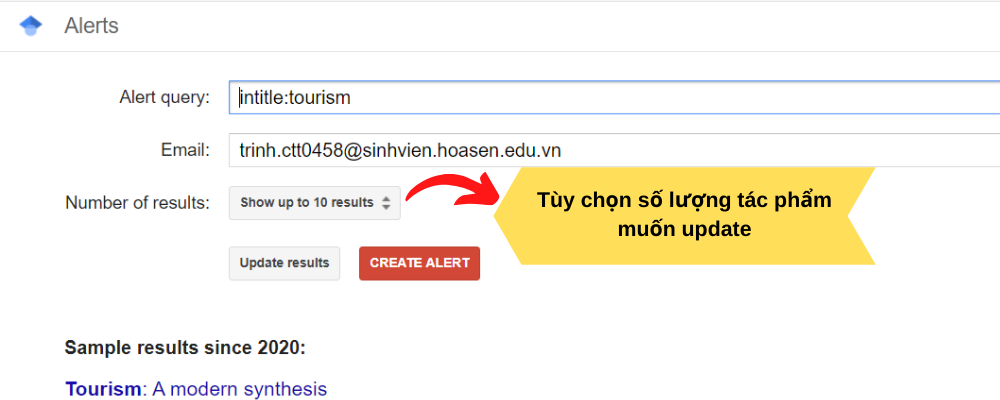 Alerts
Alert query: intitle:tourism
Email: trinh.ctt0458@sinhvien.hoasen.edu.vn
Number of results: Show up to 10 results
Tùy chọn số lượng tác phẩm
muốn update
Update results CREATE ALERT
Sample results since 2020:
Tourism: A modern synthesis